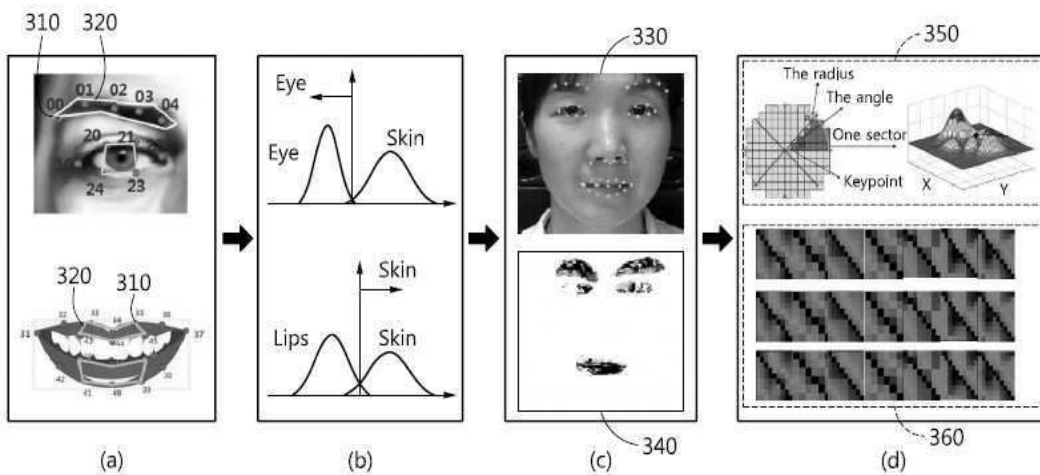 310 320
00 01 02 03 04
20 21
24 23
320 310
31 32 33 34 35 36 37
43 44 45
42 38
41 40 39
(a)
Eye
Eye Skin
Skin
Lips Skin
(b)
330
340
(c)
350
The radius
The angle
One sector
Keypoint
X Y
360
(d)